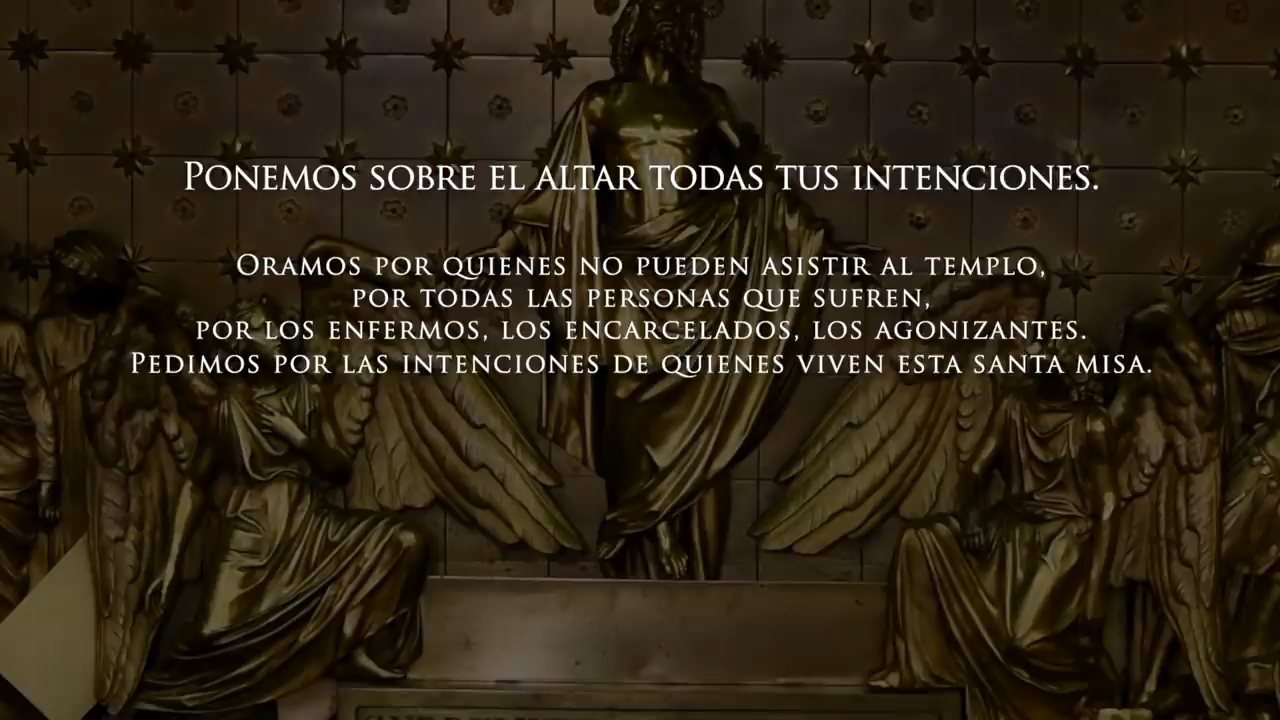 PONEMOS SOBRE EL ALTAR TODAS TUS INTENCIONES.
ORAMOS POR QUIENES NO PUEDEN ASISTIR AL TEMPLO,
POR TODAS LAS PERSONAS QUE SUFREN,
POR LOS ENFERMOS, LOS ENCARCELADOS, LOS AGONIZANTES.
PEDIMOS POR LAS INTENCIONES DE QUIENES VIVEN ESTA SANTA MISA.